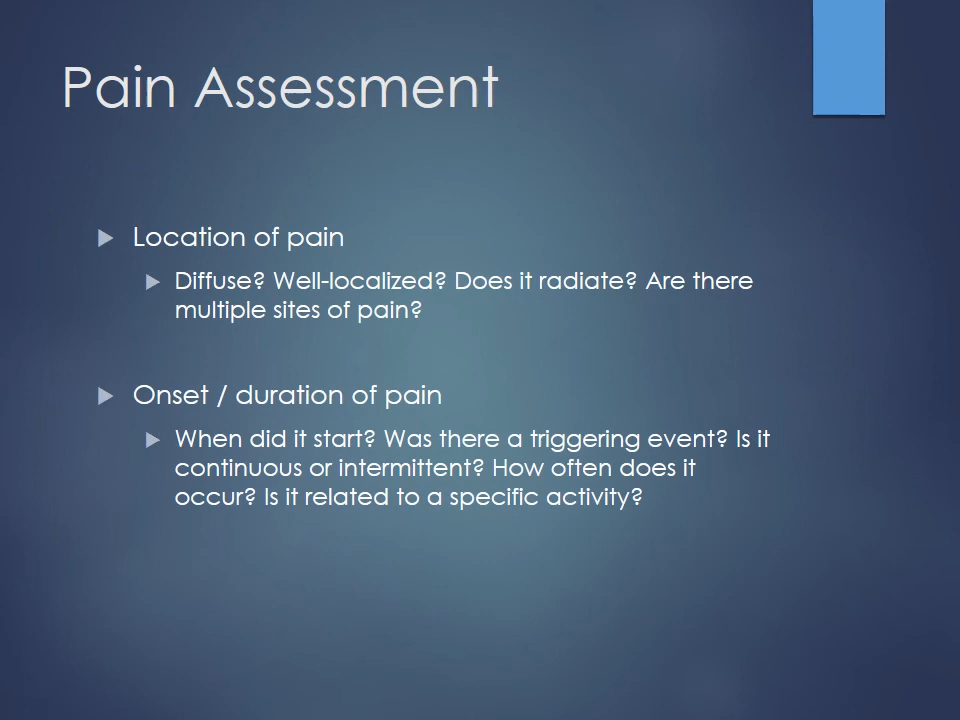 Pain Assessment
Location of pain
Diffuse? Well-localized? Does it radiate? Are there
multiple sites of pain?
Onset / duration of pain
When did it start? Was there a triggering event? Is it
continuous or intermittent? How often does it
occur? Is it related to a specific activity?